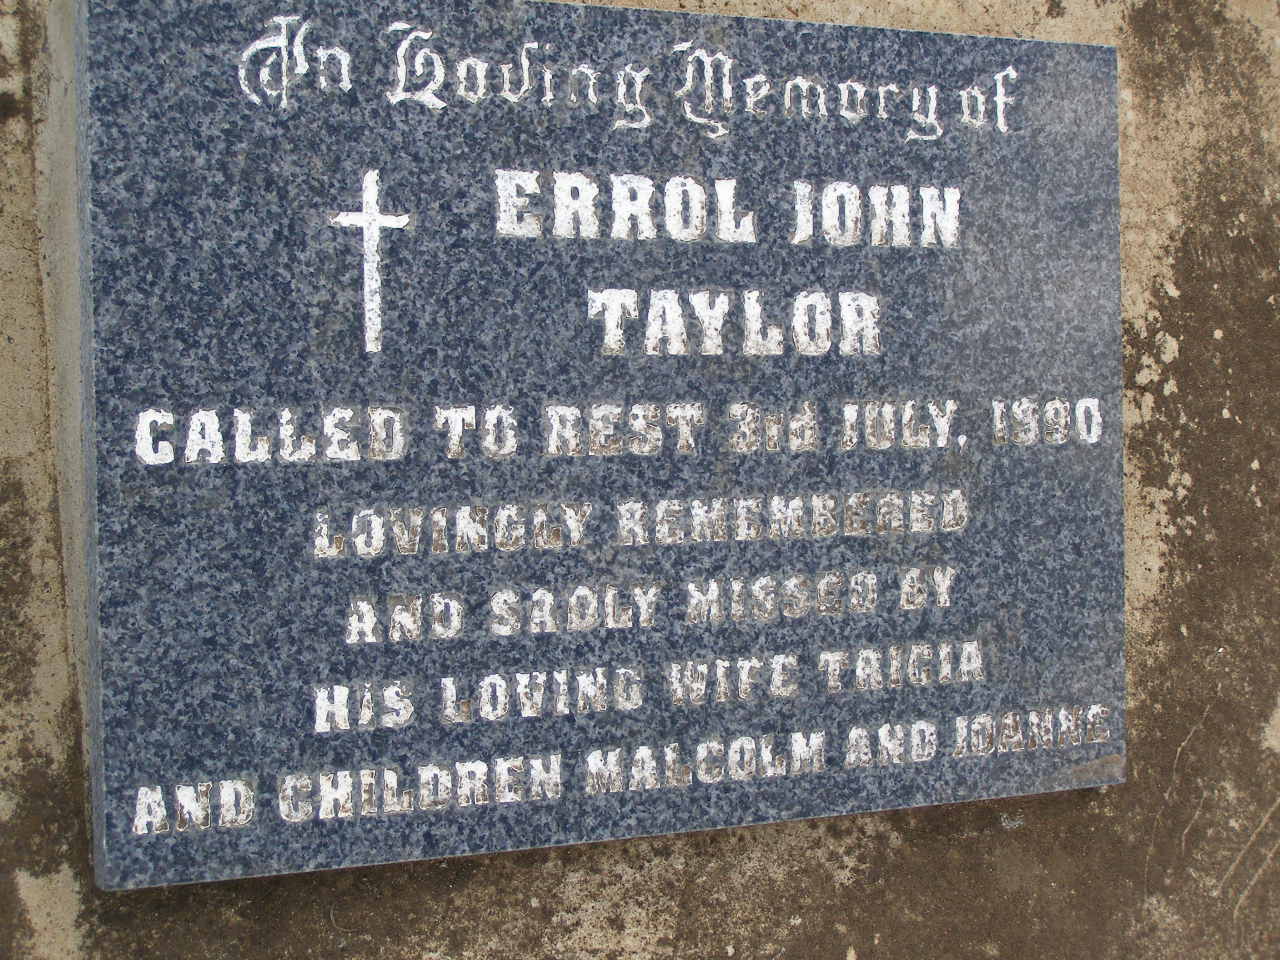 In Loving Memory of
ERROL JOHN
TAYLOR
CALLED TO REST 3rd JULY, 1990
LOVINGLY REMEMBERED
AND SADLY MISSED BY
HIS LOVING WIFE TRICIA
AND CHILDREN MALCOLM AND JOANNE